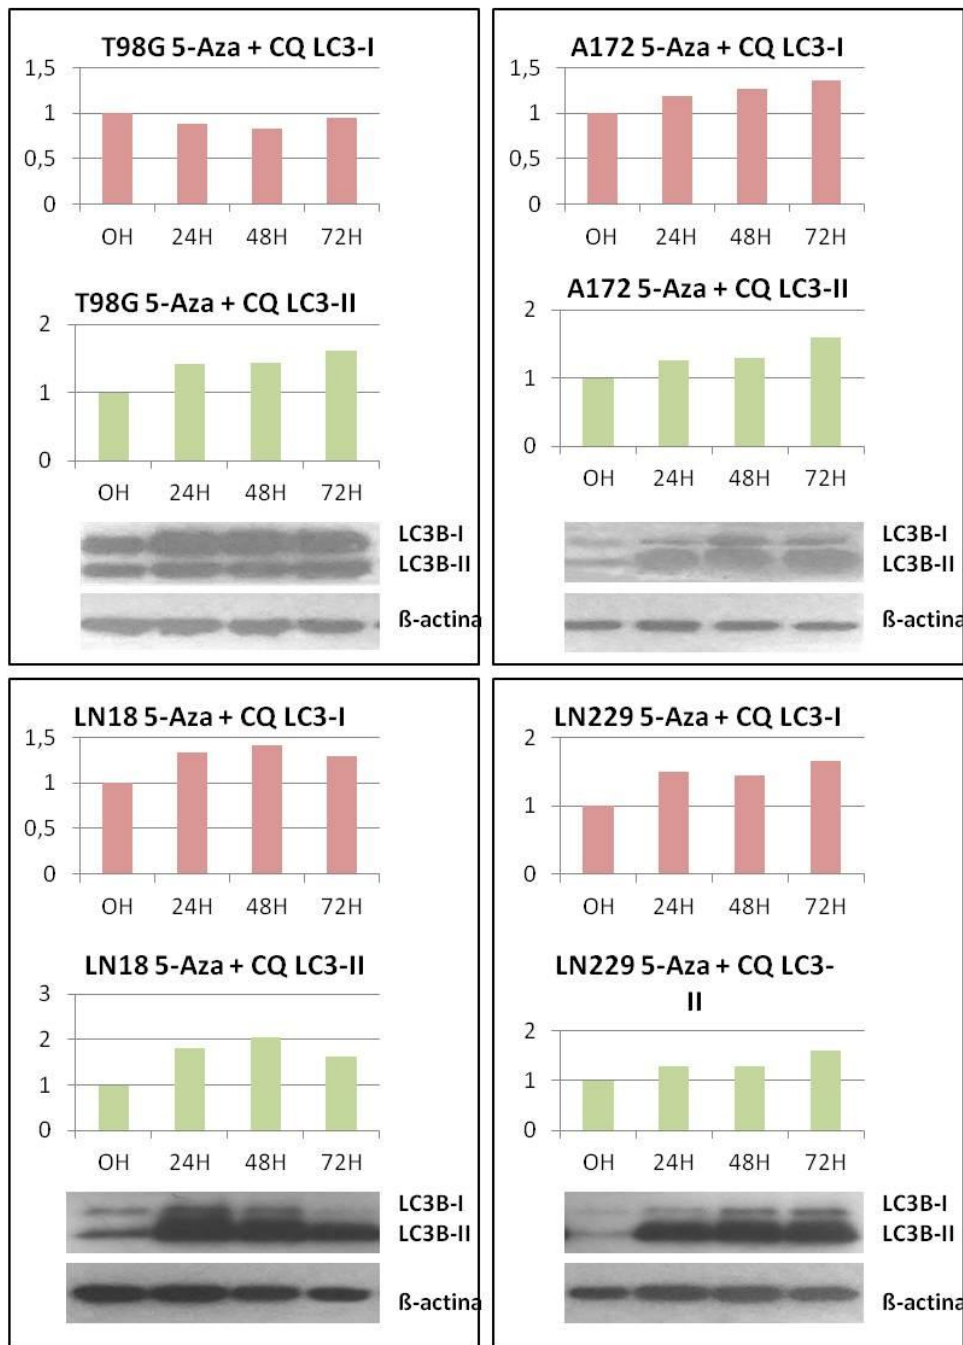 T98G 5-Aza + CQ LC3-I
1,5
1
0,5
0
OH 24H 48H 72H
T98G 5-Aza + CQ LC3-II
2
1
0
OH 24H 48H 72H
LC3B-I
LC3B-II
ß-actina
A172 5-Aza + CQ LC3-I
1,5
1
0,5
0
OH 24H 48H 72H
A172 5-Aza + CQ LC3-II
2
1
0
OH 24H 48H 72H
LC3B-I
LC3B-II
ß-actina
LN18 5-Aza + CQ LC3-I
1,5
1
0,5
0
OH 24H 48H 72H
LN18 5-Aza + CQ LC3-II
3
2
1
0
OH 24H 48H 72H
LC3B-I
LC3B-II
ß-actina
LN229 5-Aza + CQ LC3-I
2
1
0
OH 24H 48H 72H
LN229 5-Aza + CQ LC3-
II
2
1
0
OH 24H 48H 72H
LC3B-I
LC3B-II
ß-actina